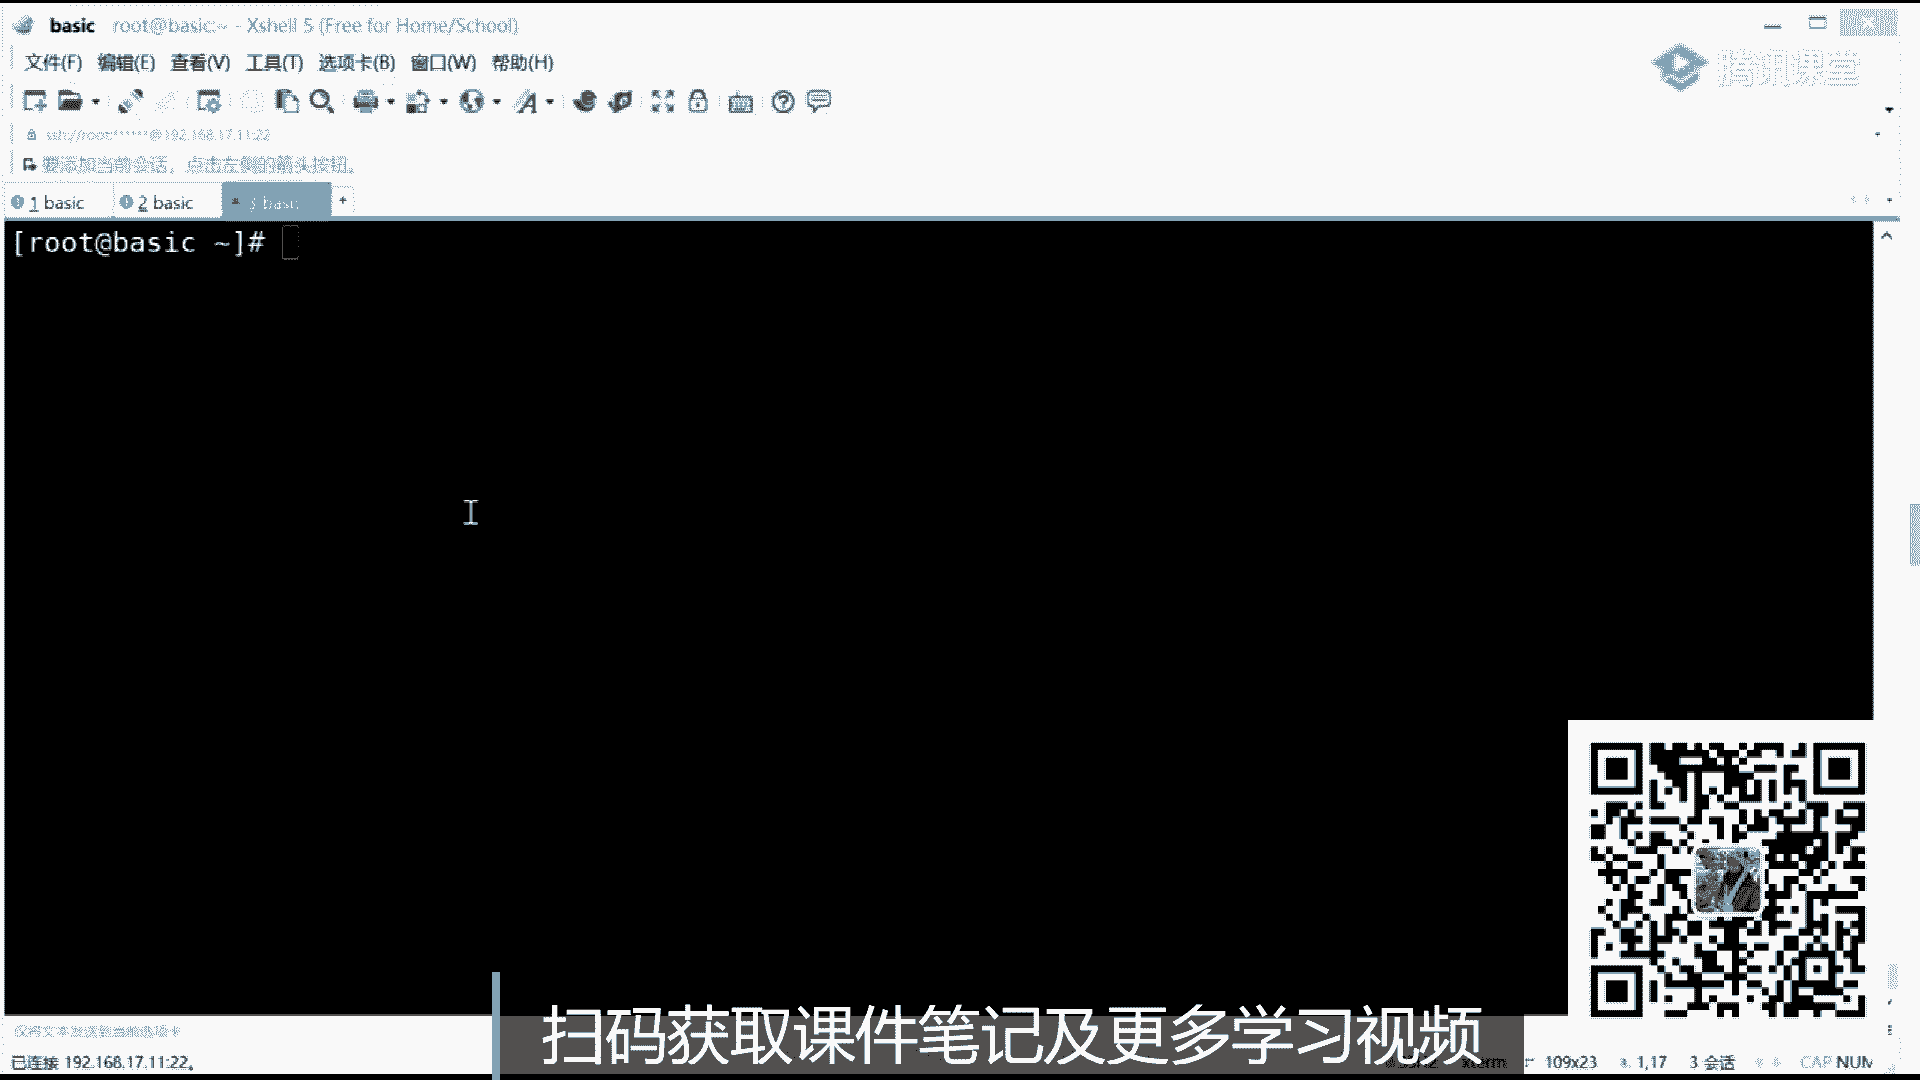 basic root@basic:~ - Xshell 5 (Free for Home/School)
文件(F) 编辑(E) 查看(V) 工具(T) 选项卡(B) 窗口(W) 帮助(H)
腾讯课堂
ssh://root:******@192.168.17.11:22
要添加当前会话，点击左侧的箭头按钮。
1 basic 2 basic 3 basic +
[root@basic ~]#
扫码获取课件笔记及更多学习视频
仅将文本发送到当前选项卡
已连接 192.168.17.11:22。 xterm 109x23 1,17 3 会话 CAP NUM